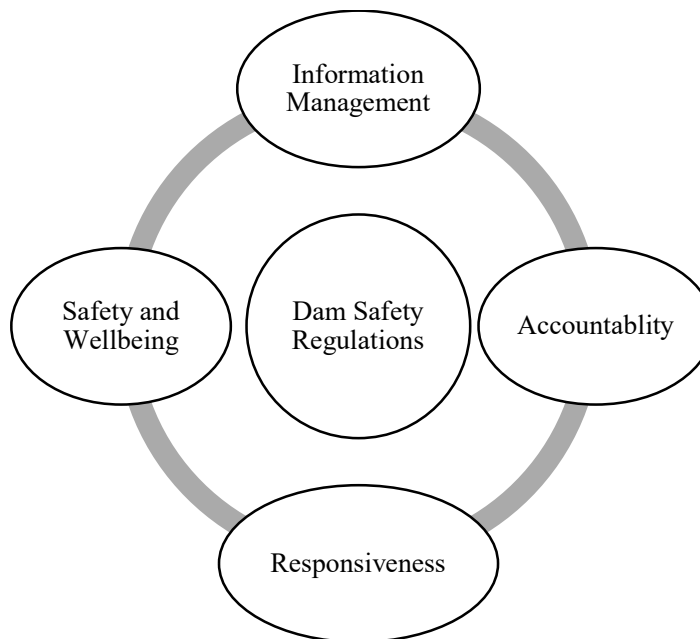 Information
Management
Safety and
Wellbeing
Dam Safety
Regulations
Accountablity
Responsiveness